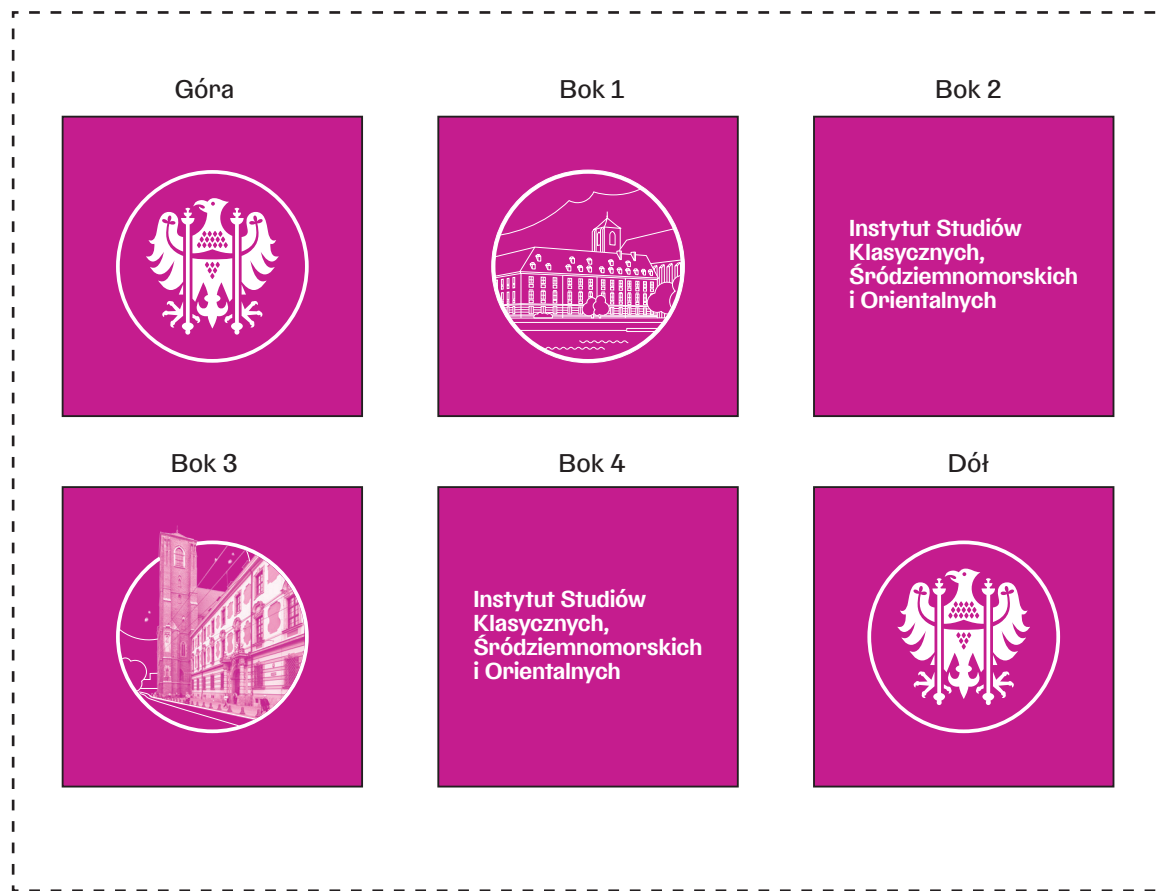 Góra
Bok 1
Bok 2
Instytut Studiów
Klasycznych,
Śródziemnomorskich
i Orientalnych
Bok 3
Bok 4
Dół
Instytut Studiów
Klasycznych,
Śródziemnomorskich
i Orientalnych